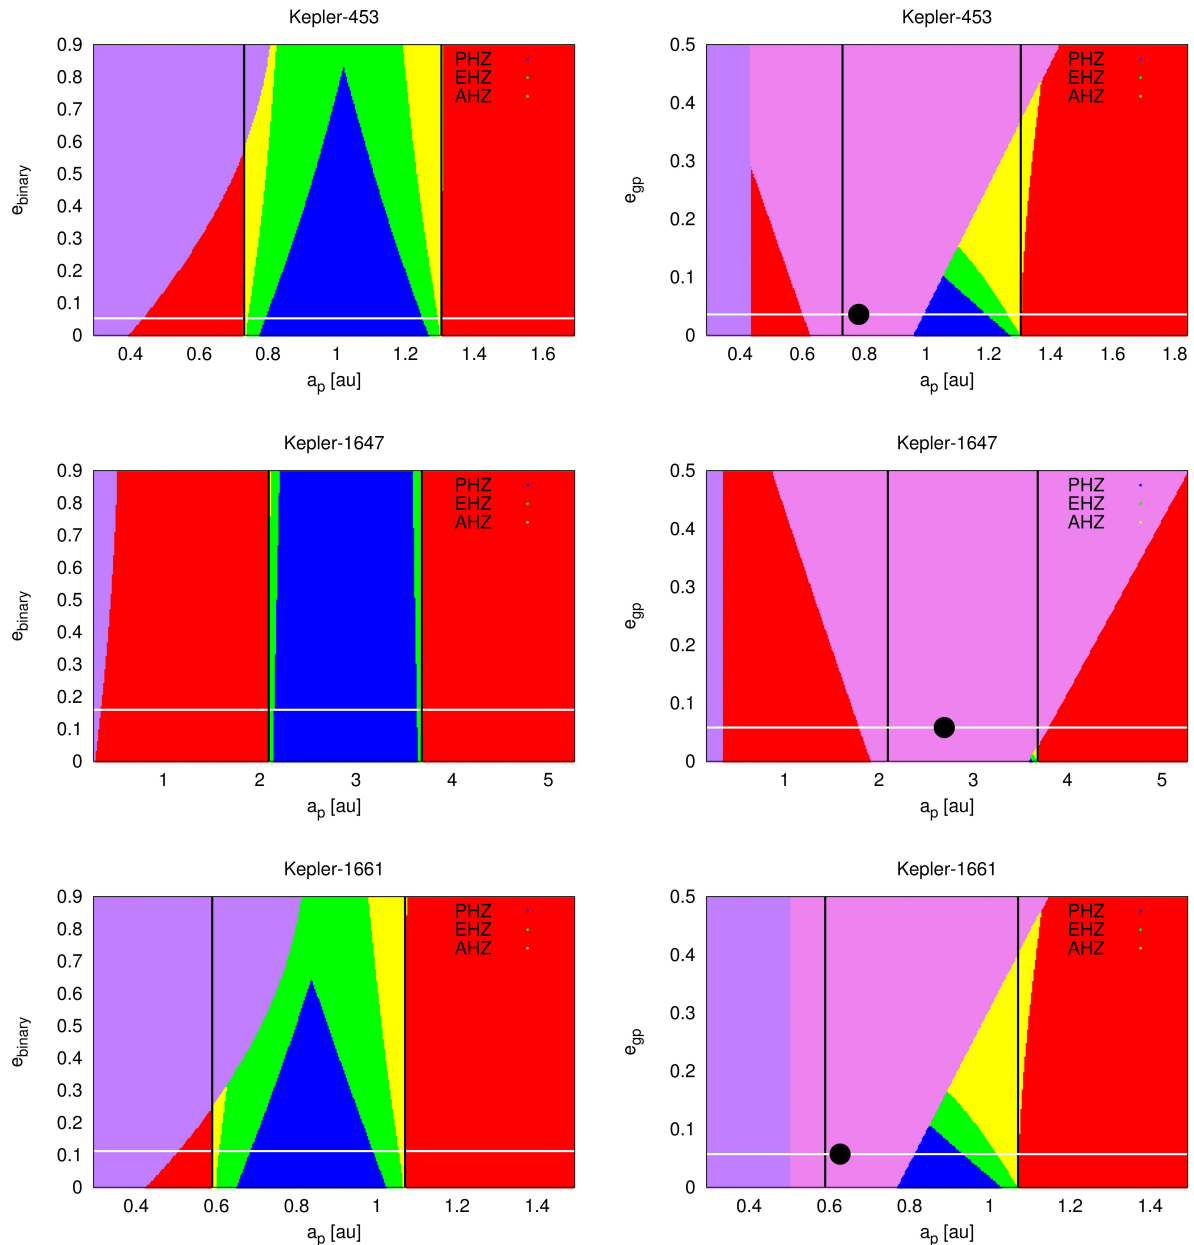 Kepler-453
0.9
0.8
0.7
0.6
0.5
0.4
0.3
0.2
0.1
0
e_binary
PHZ
EHZ
AHZ
0.4 0.6 0.8 1 1.2 1.4 1.6
a_p [au]
Kepler-453
0.5
0.4
0.3
0.2
0.1
0
e_gp
PHZ
EHZ
AHZ
0.4 0.6 0.8 1 1.2 1.4 1.6 1.8
a_p [au]
Kepler-1647
0.9
0.8
0.7
0.6
0.5
0.4
0.3
0.2
0.1
0
e_binary
PHZ
EHZ
AHZ
1 2 3 4 5
a_p [au]
Kepler-1647
0.5
0.4
0.3
0.2
0.1
0
e_gp
PHZ
EHZ
AHZ
1 2 3 4 5
a_p [au]
Kepler-1661
0.9
0.8
0.7
0.6
0.5
0.4
0.3
0.2
0.1
0
e_binary
PHZ
EHZ
AHZ
0.4 0.6 0.8 1 1.2 1.4
a_p [au]
Kepler-1661
0.5
0.4
0.3
0.2
0.1
0
e_gp
PHZ
EHZ
AHZ
0.4 0.6 0.8 1 1.2 1.4
a_p [au]